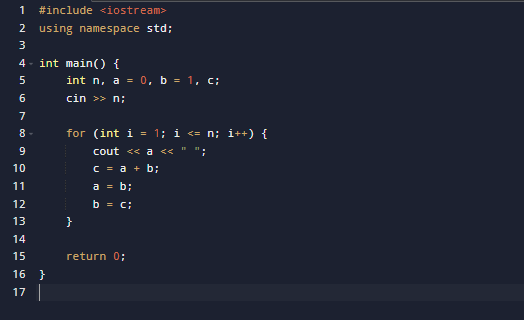 1 #include <iostream>
2 using namespace std;
3
4 int main() {
5     int n, a = 0, b = 1, c;
6     cin >> n;
7
8     for (int i = 1; i <= n; i++) {
9         cout << a << " ";
10         c = a + b;
11         a = b;
12         b = c;
13     }
14
15     return 0;
16 }
17